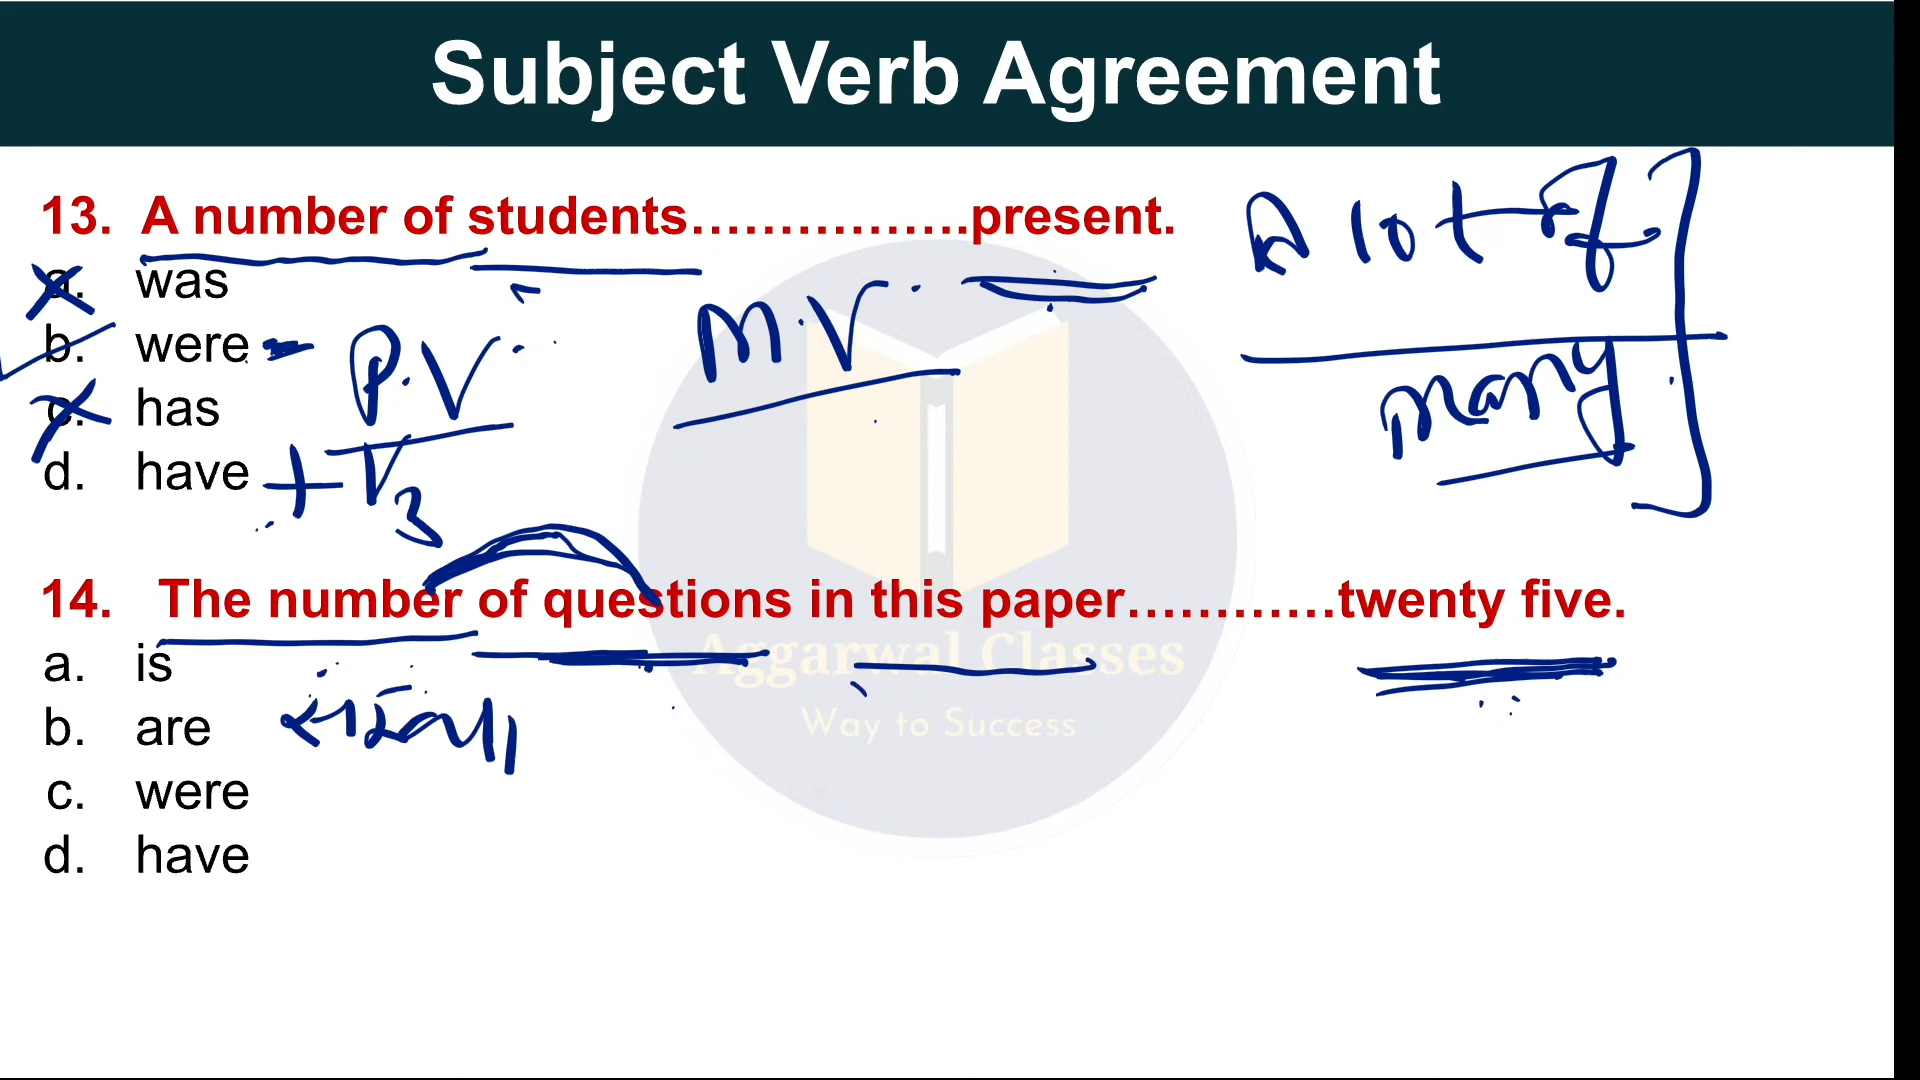 Subject Verb Agreement
13. A number of students................present.
a. was
b. were
c. has
d. have
P.V
+ V3
M.V.
A lot of
many
14. The number of questions in this paper............twenty five.
a. is
b. are
c. were
d. have
संख्या
Aggarwal Classes
Way to Success